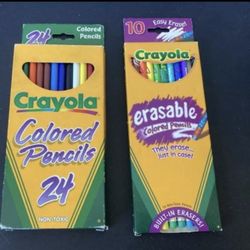 24
Colored
Pencils
Crayola
Colored
Pencils
24
NON-TOXIC
10
Easy Erase!
Crayola
erasable
Colored Pencils
They erase...
just in case!
BUILT-IN ERASERS!